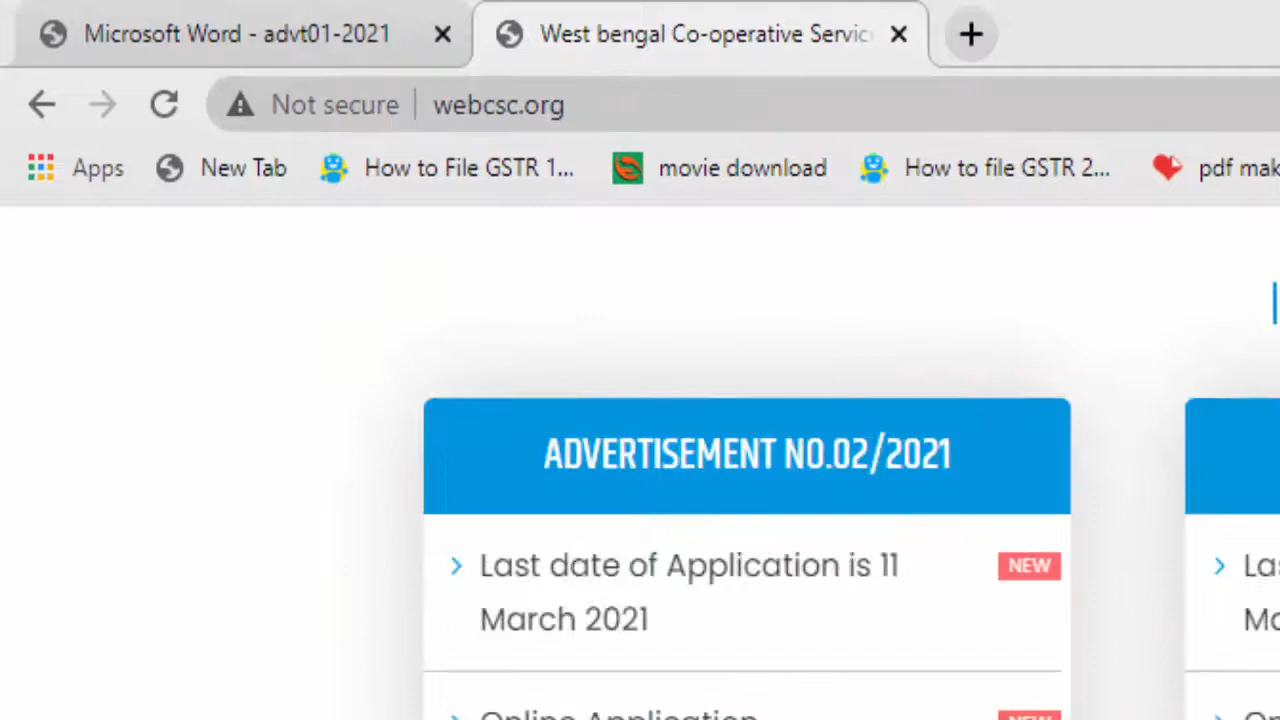 Microsoft Word - advt01-2021
West bengal Co-operative Servic
Not secure
webcsc.org
Apps
New Tab
How to File GSTR 1...
movie download
How to file GSTR 2...
pdf mak
ADVERTISEMENT NO.02/2021
Last date of Application is 11
NEW
March 2021
Las
Online Application
NEW